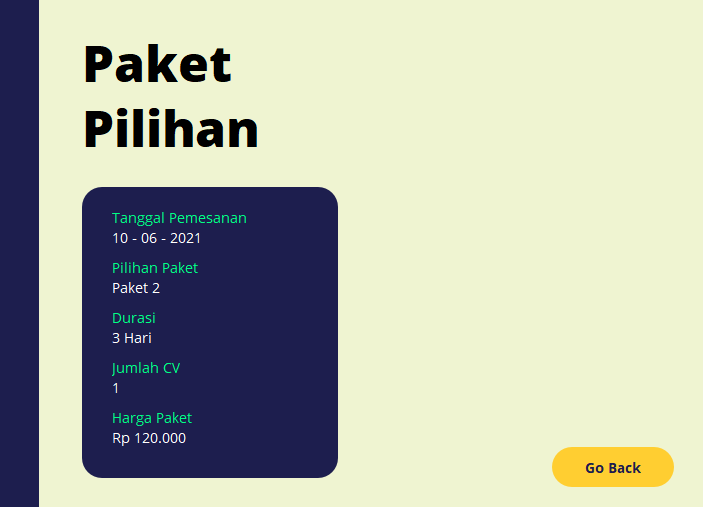 Paket
Pilihan
Tanggal Pemesanan
10 - 06 - 2021
Pilihan Paket
Paket 2
Durasi
3 Hari
Jumlah CV
1
Harga Paket
Rp 120.000
Go Back